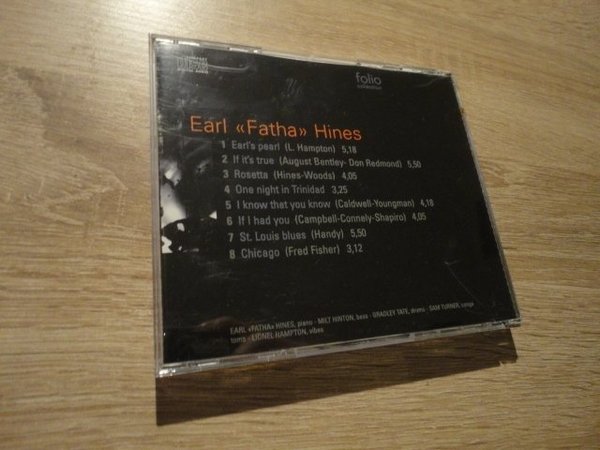 folio
collection
Earl «Fatha» Hines
1 Earl's pearl (L. Hampton) 5,18
2 If it's true (August Bentley- Don Redmond) 5,50
3 Rosetta (Hines-Woods) 4,05
4 One night in Trinidad 3,25
5 I know that you know (Caldwell-Youngman) 4,18
6 If I had you (Campbell-Connely-Shapiro) 4,05
7 St. Louis blues (Handy) 5,50
8 Chicago (Fred Fisher) 3,12
EARL «FATHA» HINES, piano - MILT HINTON, bass - GRADLEY TATE, drums - SAM TURNER, conga
toms - LIONEL HAMPTON, vibes